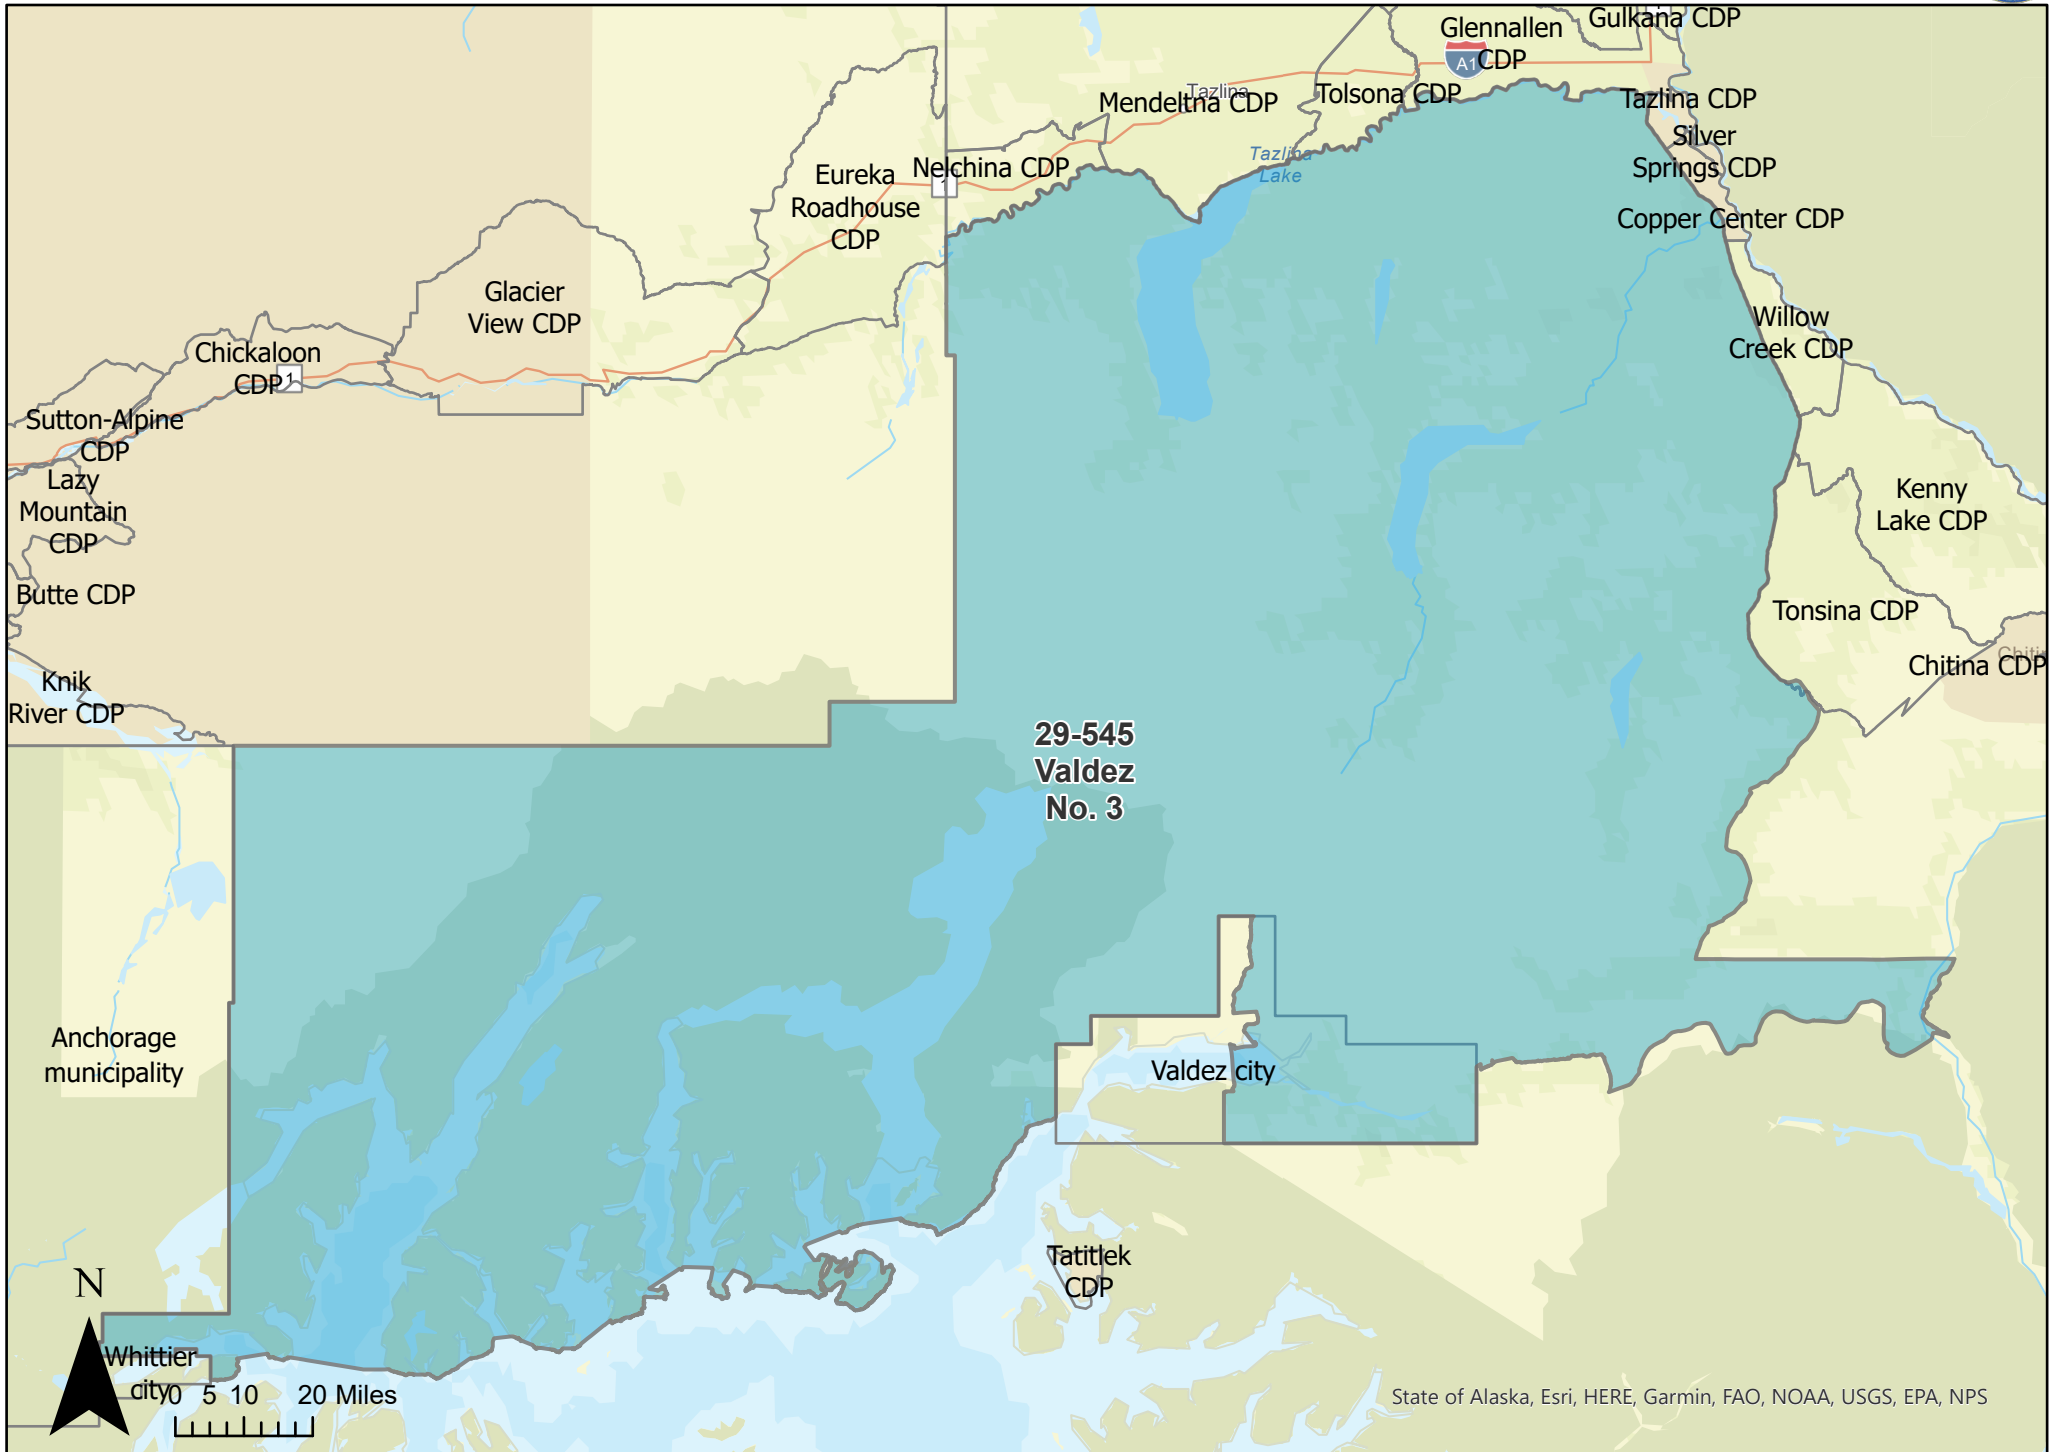 Gulkana CDP
Glennallen
CDP
A1
Tazlina
Mendeltna CDP
Tolsona CDP
Tazlina CDP
Silver
Springs CDP
Tazlina
Lake
Nelchina CDP
1
Eureka
Roadhouse
CDP
Copper Center CDP
Glacier
View CDP
Willow
Creek CDP
Chickaloon
CDP
1
Sutton-Alpine
CDP
Lazy
Mountain
CDP
Kenny
Lake CDP
Butte CDP
Tonsina CDP
Chitina CDP
Knik
River CDP
29-545
Valdez
No. 3
Anchorage
municipality
Valdez city
Tatitlek
CDP
N
Whittier
city
0 5 10 20 Miles
State of Alaska, Esri, HERE, Garmin, FAO, NOAA, USGS, EPA, NPS